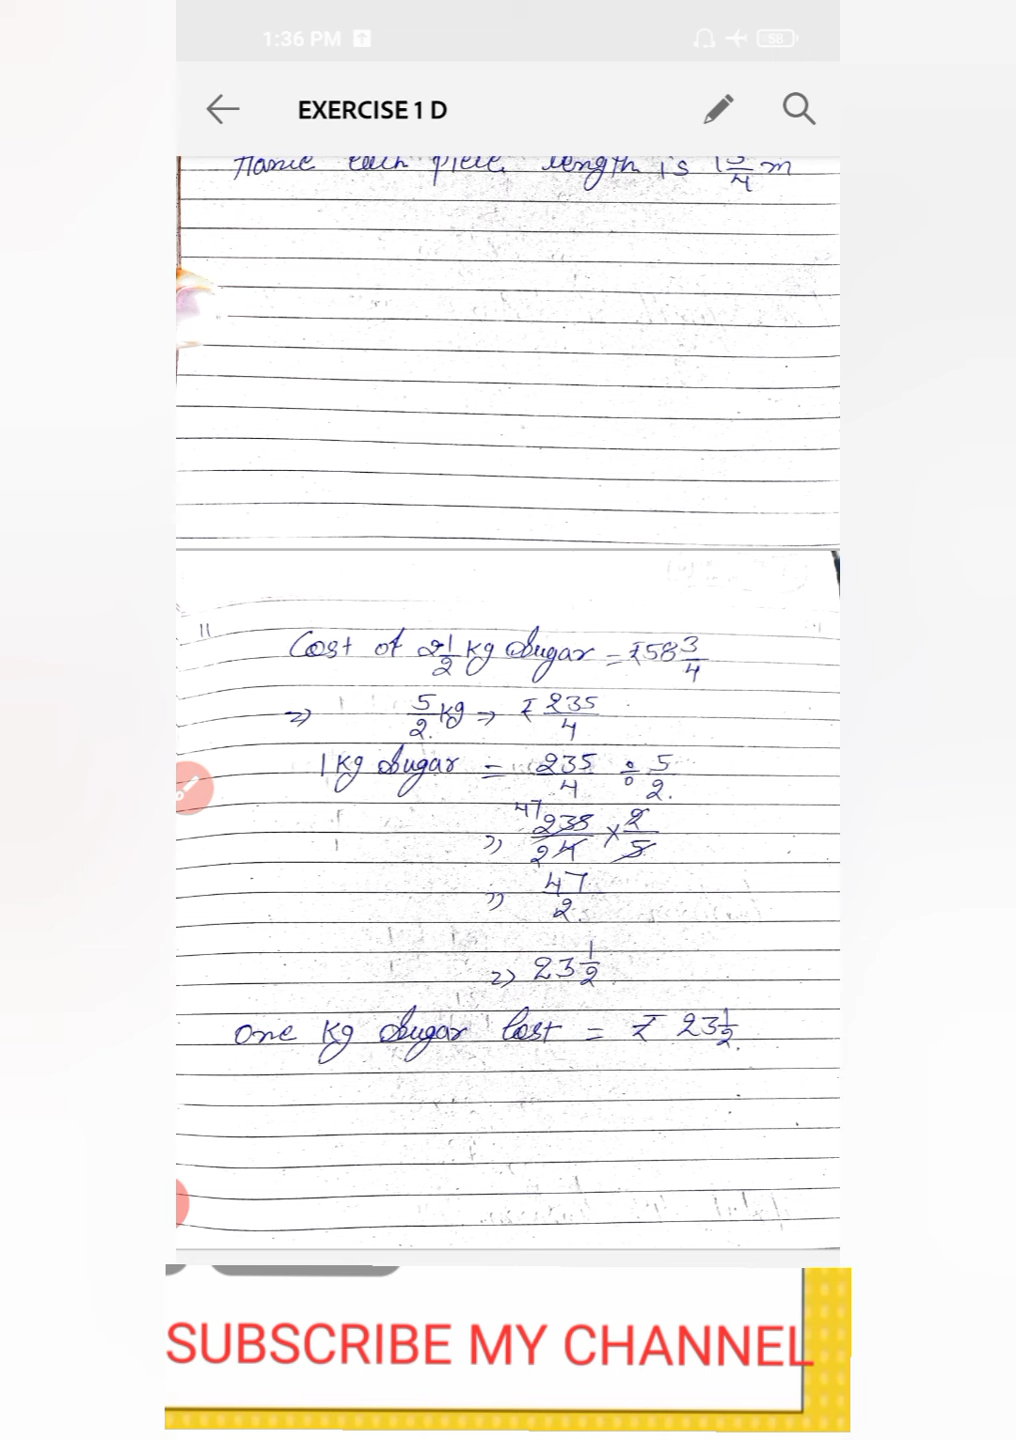 1:36 PM 58
EXERCISE 1 D
Hance each piece length is 1 3/4 m
11 Cost of 2 1/2 kg Sugar = ₹58 3/4
=> 5/2 kg => ₹ 235/4
1 kg Sugar = 235/4 ÷ 5/2
=> 47 235/2 4 × 2/5
=> 47/2
=> 23 1/2
One kg Sugar Cost = ₹ 23 1/2
SUBSCRIBE MY CHANNEL